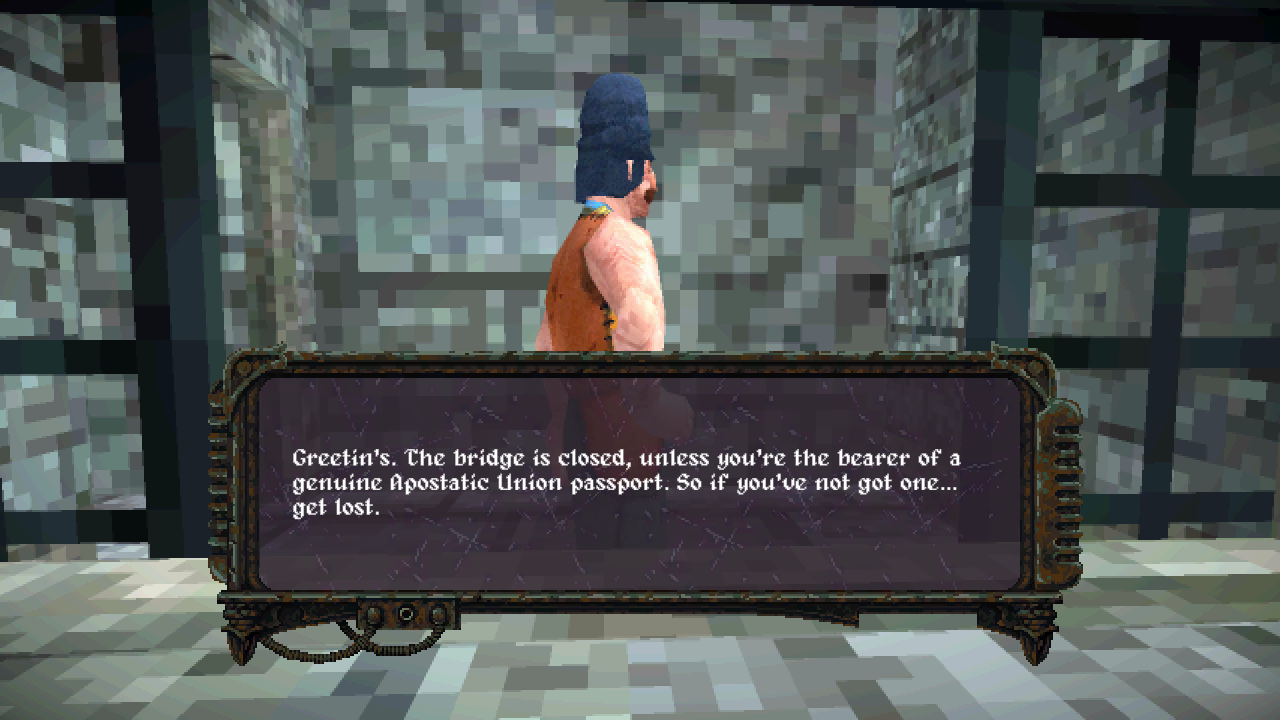 Greetin's. The bridge is closed, unless you're the bearer of a
genuine Apostatic Union passport. So if you've not got one...
get lost.